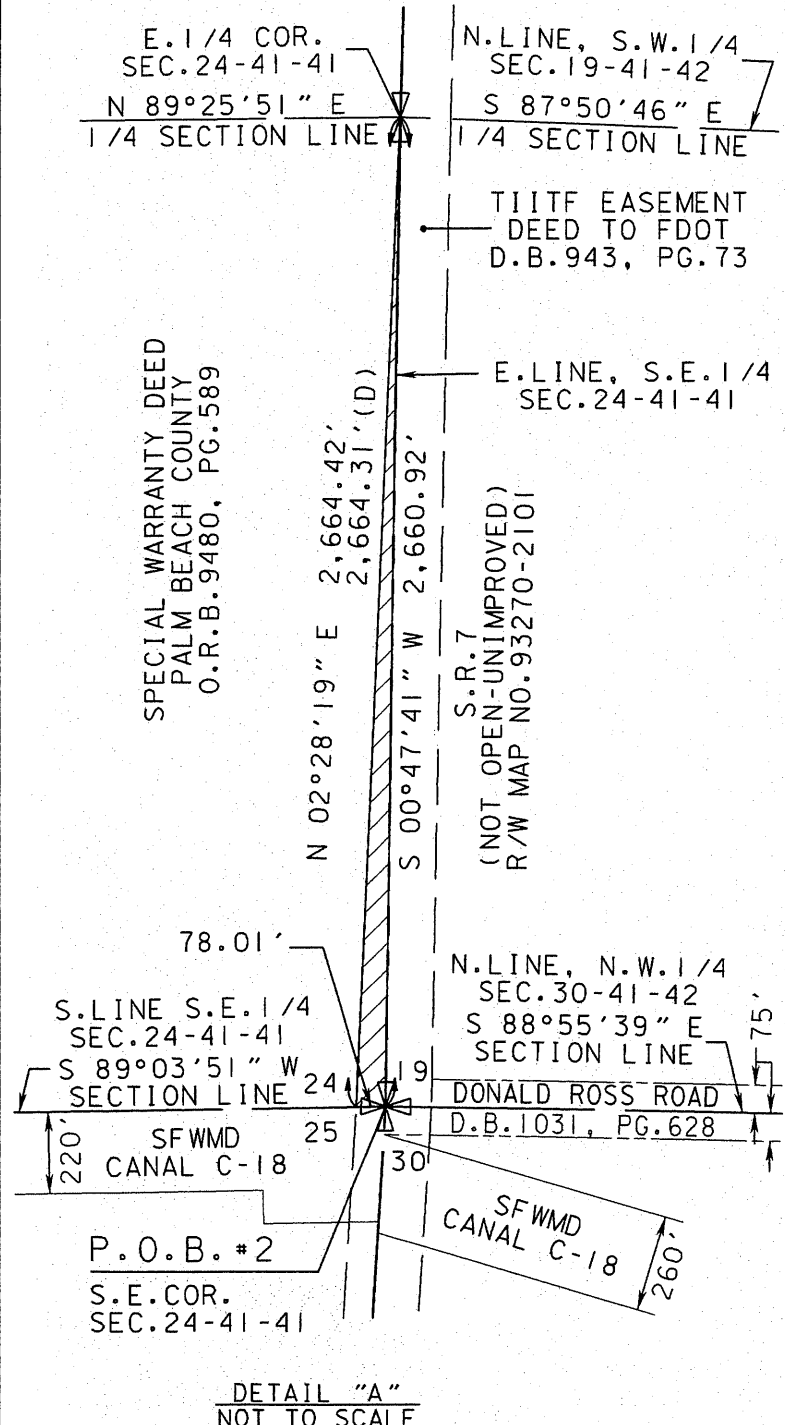 E.1/4 COR.
SEC.24-41-41
N 89°25'51" E
1/4 SECTION LINE
N.LINE, S.W.1/4
SEC.19-41-42
S 87°50'46" E
1/4 SECTION LINE
TIITF EASEMENT
DEED TO FDOT
D.B.943, PG.73
E.LINE, S.E.1/4
SEC.24-41-41
SPECIAL WARRANTY DEED
PALM BEACH COUNTY
O.R.B.9480, PG.589
N 02°28'19" E 2,664.42'
2,664.31'(D)
S 00°47'41" W 2,660.92'
S.R.7
(NOT OPEN-UNIMPROVED)
R/W MAP NO.93270-2101
78.01'
S.LINE S.E.1/4
SEC.24-41-41
S 89°03'51" W
SECTION LINE
N.LINE, N.W.1/4
SEC.30-41-42
S 88°55'39" E
SECTION LINE
75'
24
19
25
30
DONALD ROSS ROAD
D.B.1031, PG.628
220'
SFWMD
CANAL C-18
SFWMD
CANAL C-18
260'
P.O.B. #2
S.E.COR.
SEC.24-41-41
DETAIL "A"
NOT TO SCALE